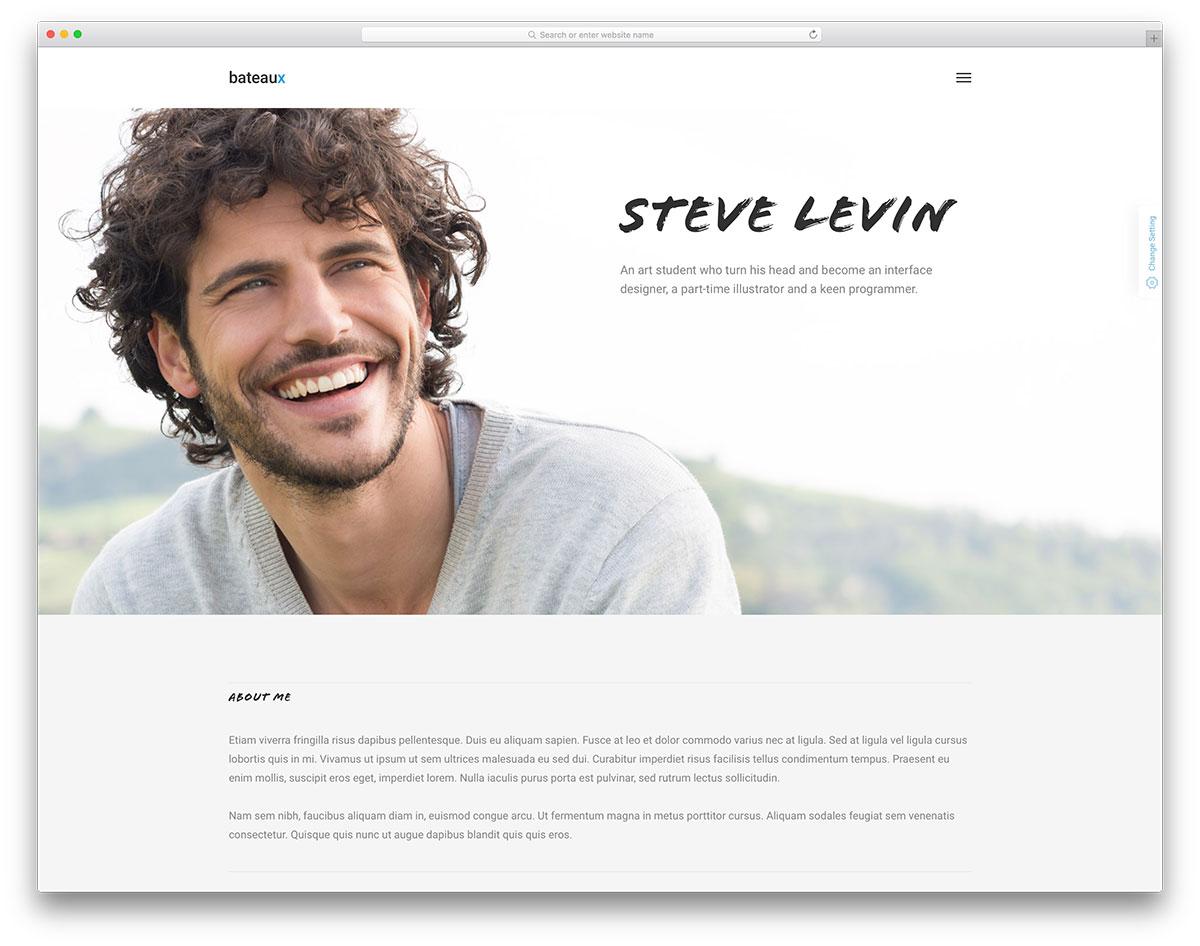 Search or enter website name
bateaux
STEVE LEVIN
An art student who turn his head and become an interface
designer, a part-time illustrator and a keen programmer.
Change Setting
ABOUT ME
Etiam viverra fringilla risus dapibus pellentesque. Duis eu aliquam sapien. Fusce at leo et dolor commodo varius nec at ligula. Sed at ligula vel ligula cursus
lobortis quis in mi. Vivamus ut ipsum ut sem ultrices malesuada eu sed dui. Curabitur imperdiet risus facilisis tellus condimentum tempus. Praesent eu
enim mollis, suscipit eros eget, imperdiet lorem. Nulla iaculis purus porta est pulvinar, sed rutrum lectus sollicitudin.
Nam sem nibh, faucibus aliquam diam in, euismod congue arcu. Ut fermentum magna in metus porttitor cursus. Aliquam sodales feugiat sem venenatis
consectetur. Quisque quis nunc ut augue dapibus blandit quis quis eros.